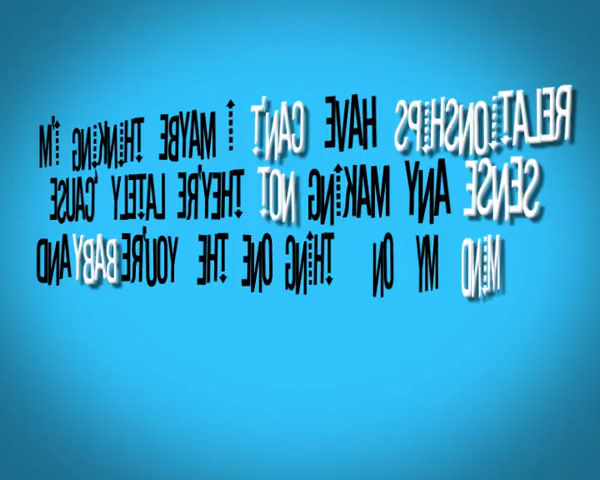 I'M THINKING MAYBE I CAN'T HAVE RELATIONSHIPS
'CAUSE LATELY THEY'RE NOT MAKING ANY SENSE
AND BABY YOU'RE THE ONE THING ON MY MIND